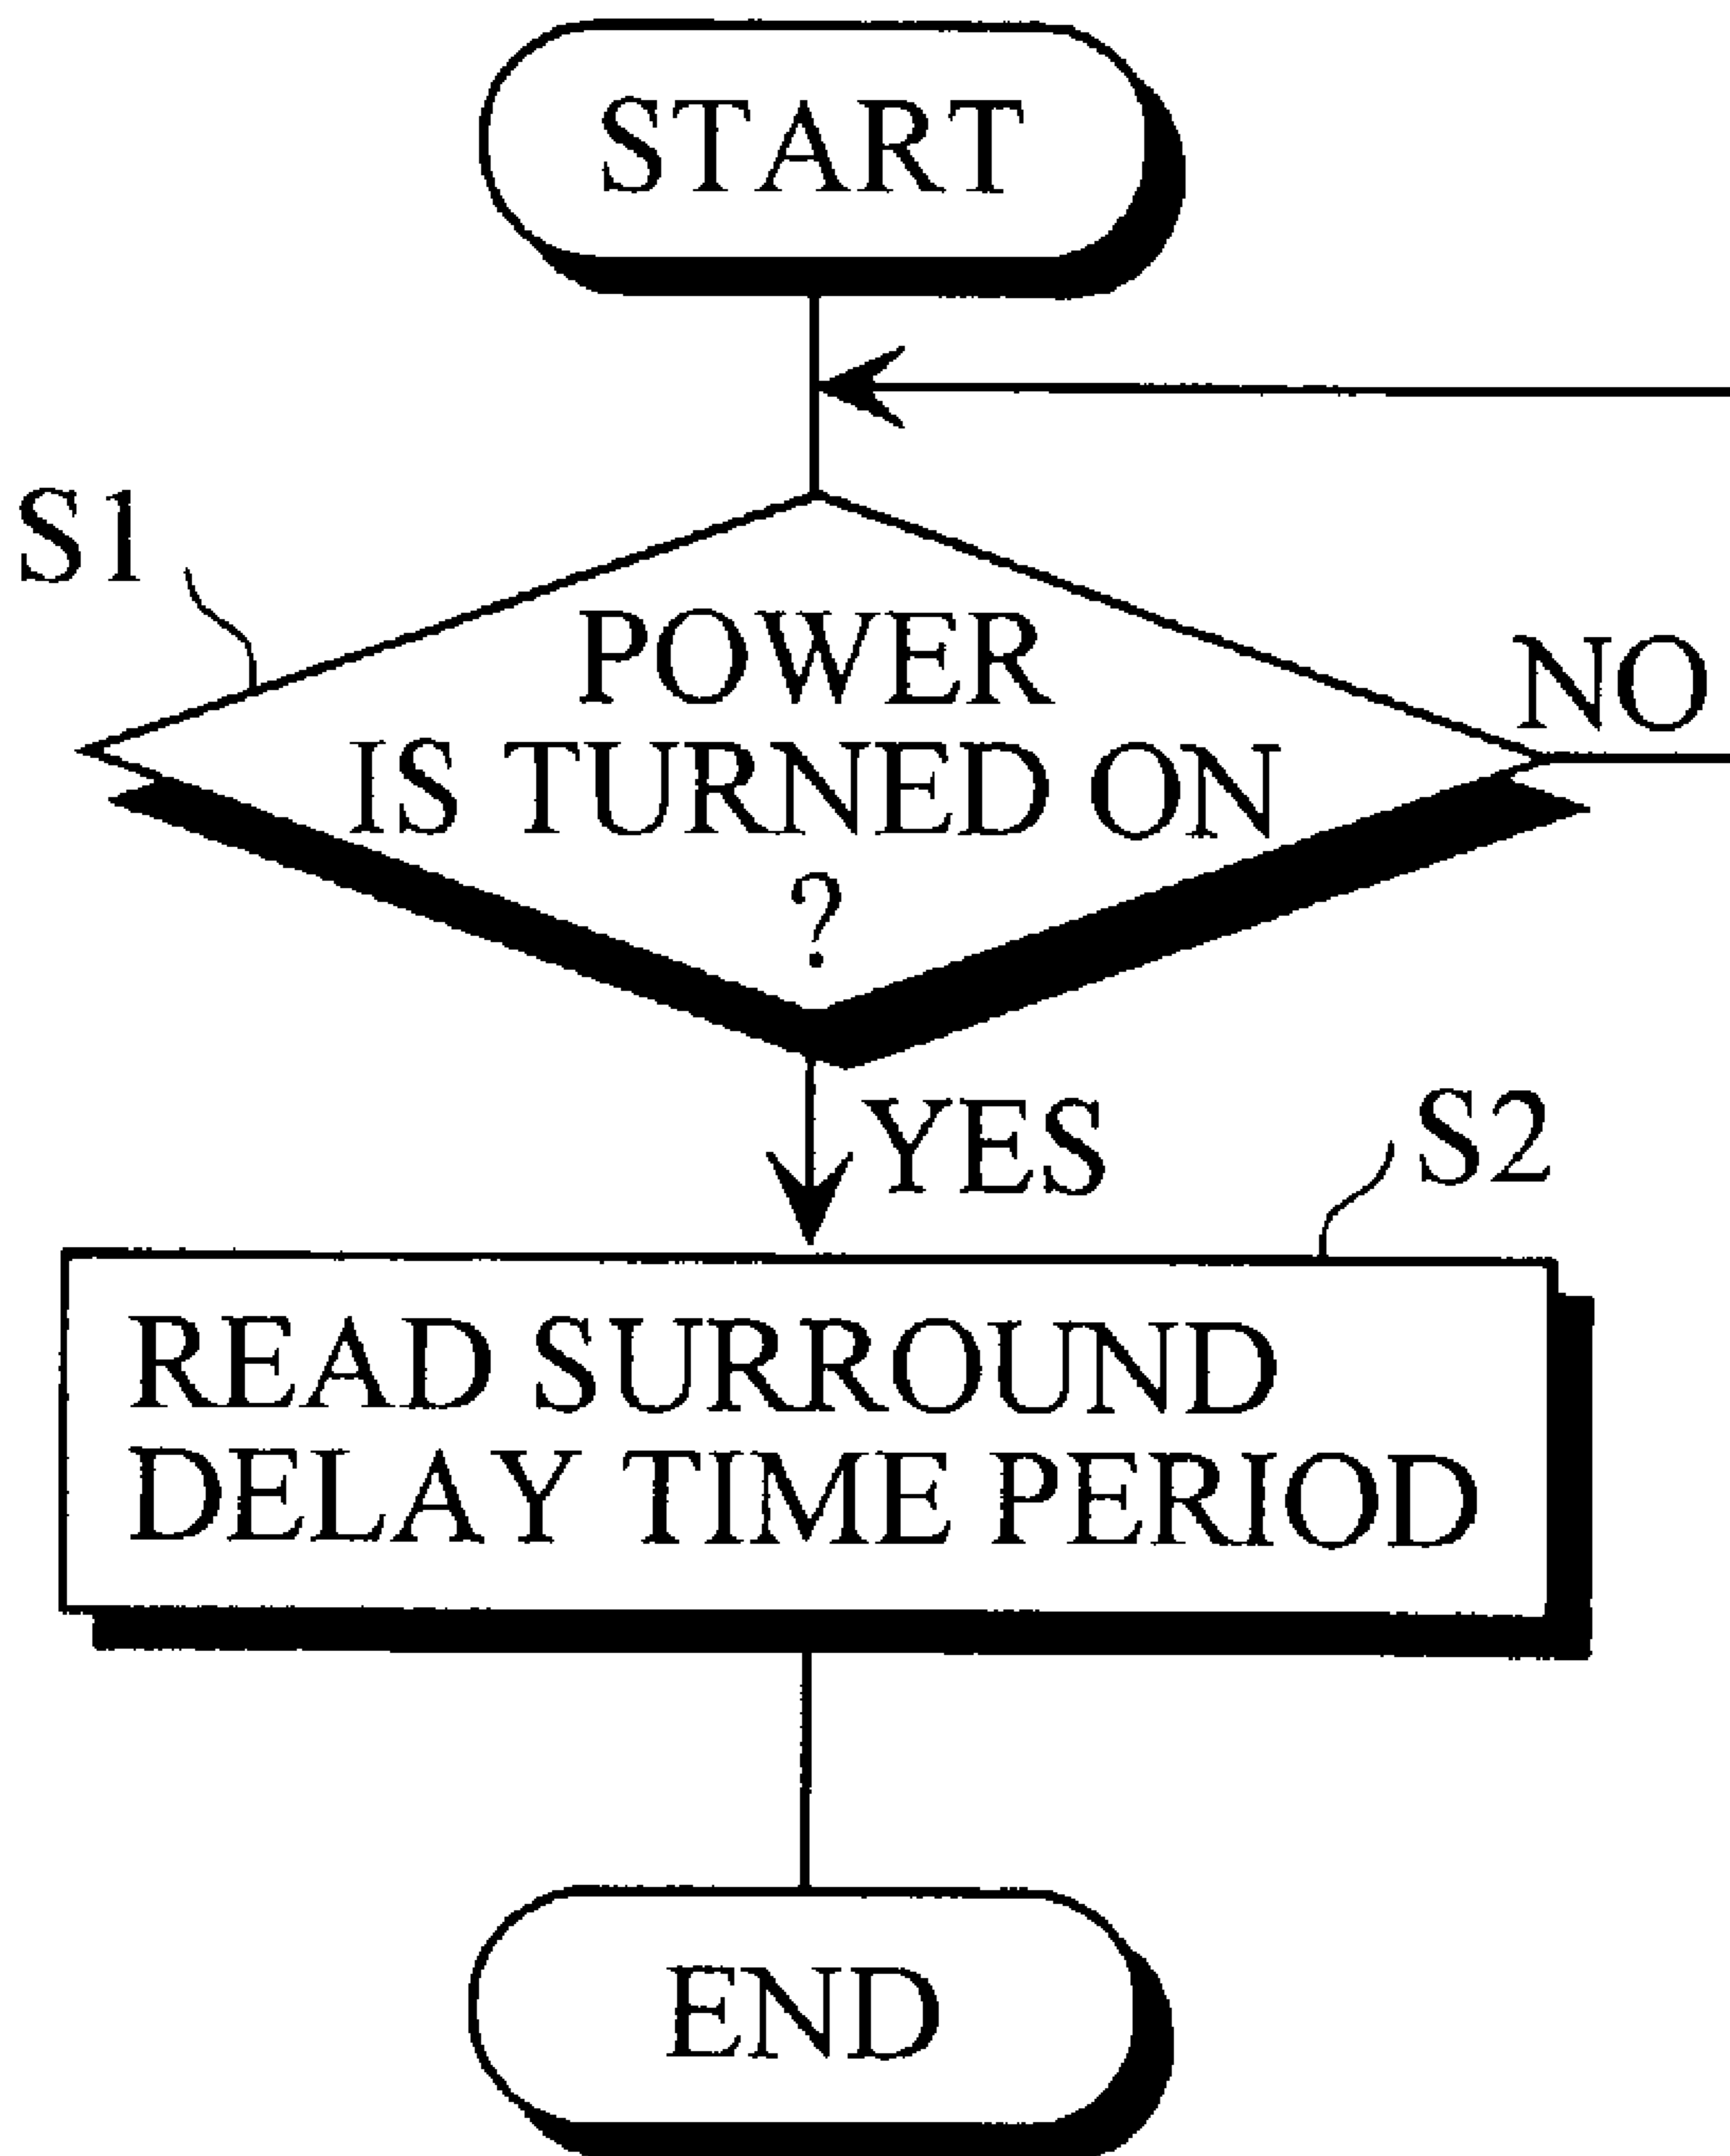 START
S1
POWER
IS TURNED ON
?
NO
YES
S2
READ SURROUND
DELAY TIME PERIOD
END